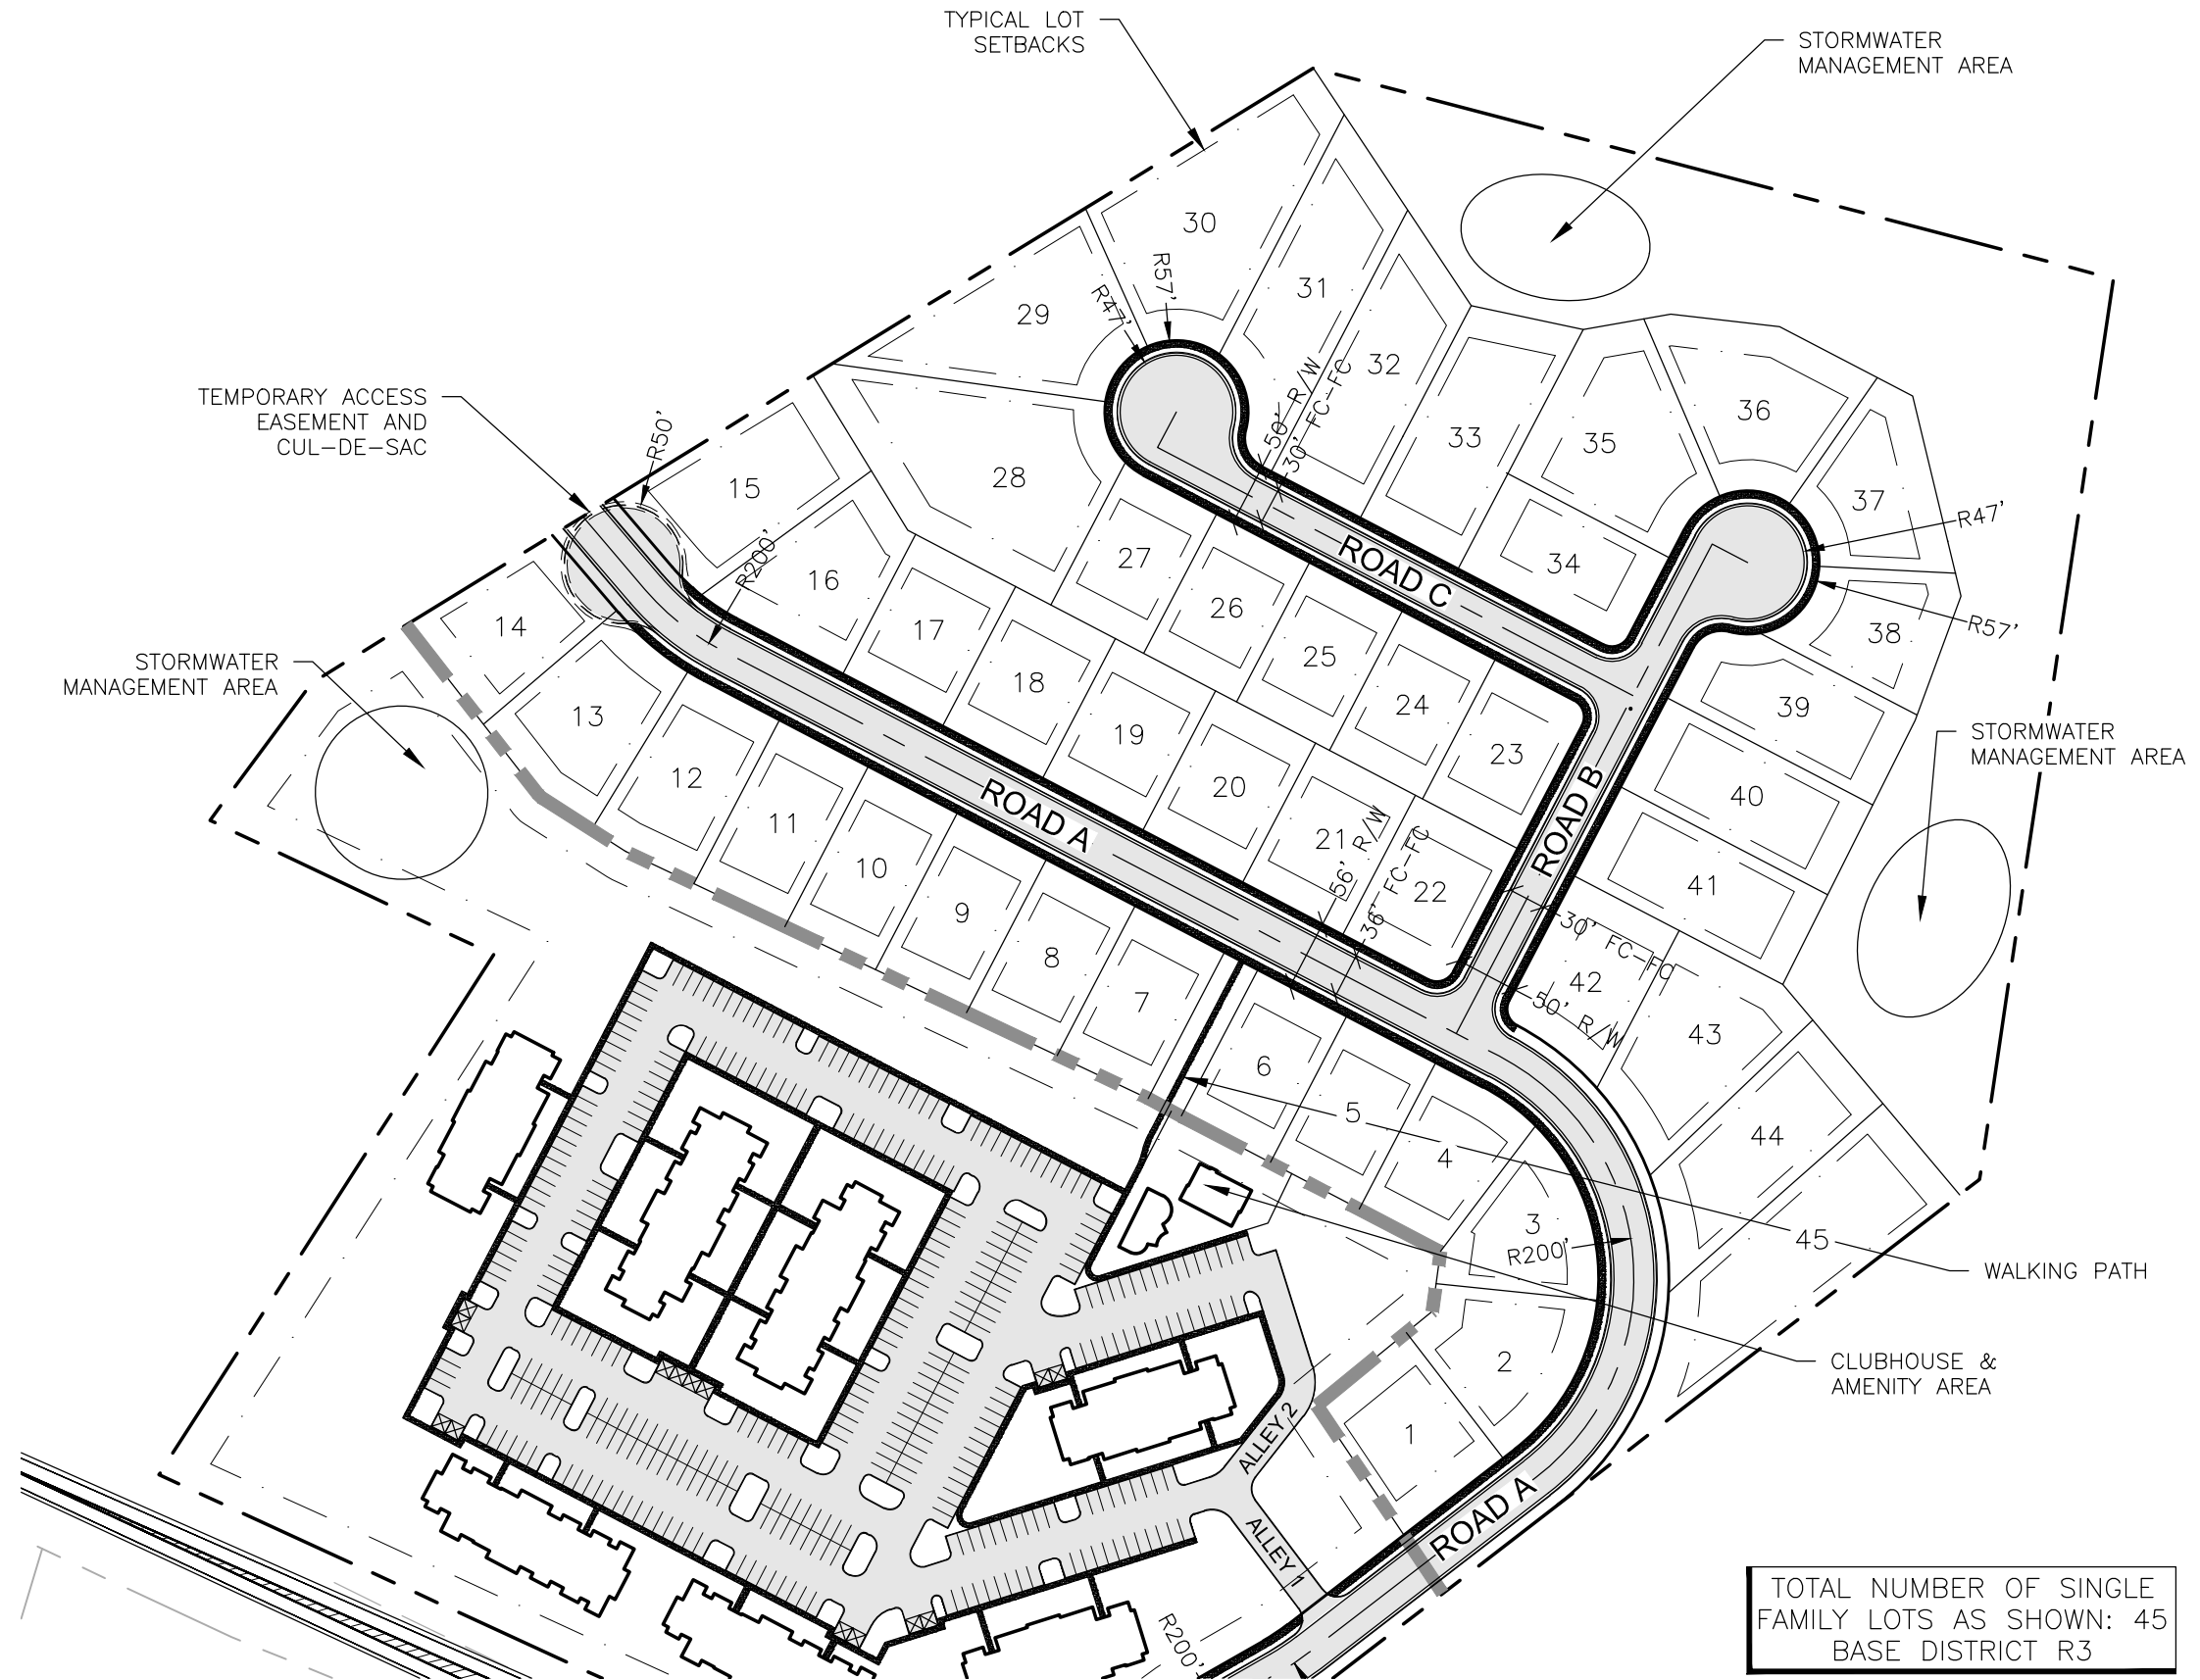 TYPICAL LOT
SETBACKS
STORMWATER
MANAGEMENT AREA
30
R57'
31
29
R47'
50' R/W
30' FC-FC
32
TEMPORARY ACCESS
EASEMENT AND
CUL-DE-SAC
R50'
36
33
35
28
15
37
R47'
27
ROAD C
34
R200'
16
26
R57'
14
17
38
25
STORMWATER
MANAGEMENT AREA
18
24
39
13
19
23
STORMWATER
MANAGEMENT AREA
12
20
40
ROAD A
ROAD B
11
21
56' R/W
36' FC-FC
10
22
41
9
30' FC-FC
8
42
7
50' R/W
43
6
5
44
4
3
R200'
45
WALKING PATH
2
CLUBHOUSE &
AMENITY AREA
1
ALLEY 2
ROAD A
ALLEY 1
R200'
TOTAL NUMBER OF SINGLE
FAMILY LOTS AS SHOWN: 45
BASE DISTRICT R3